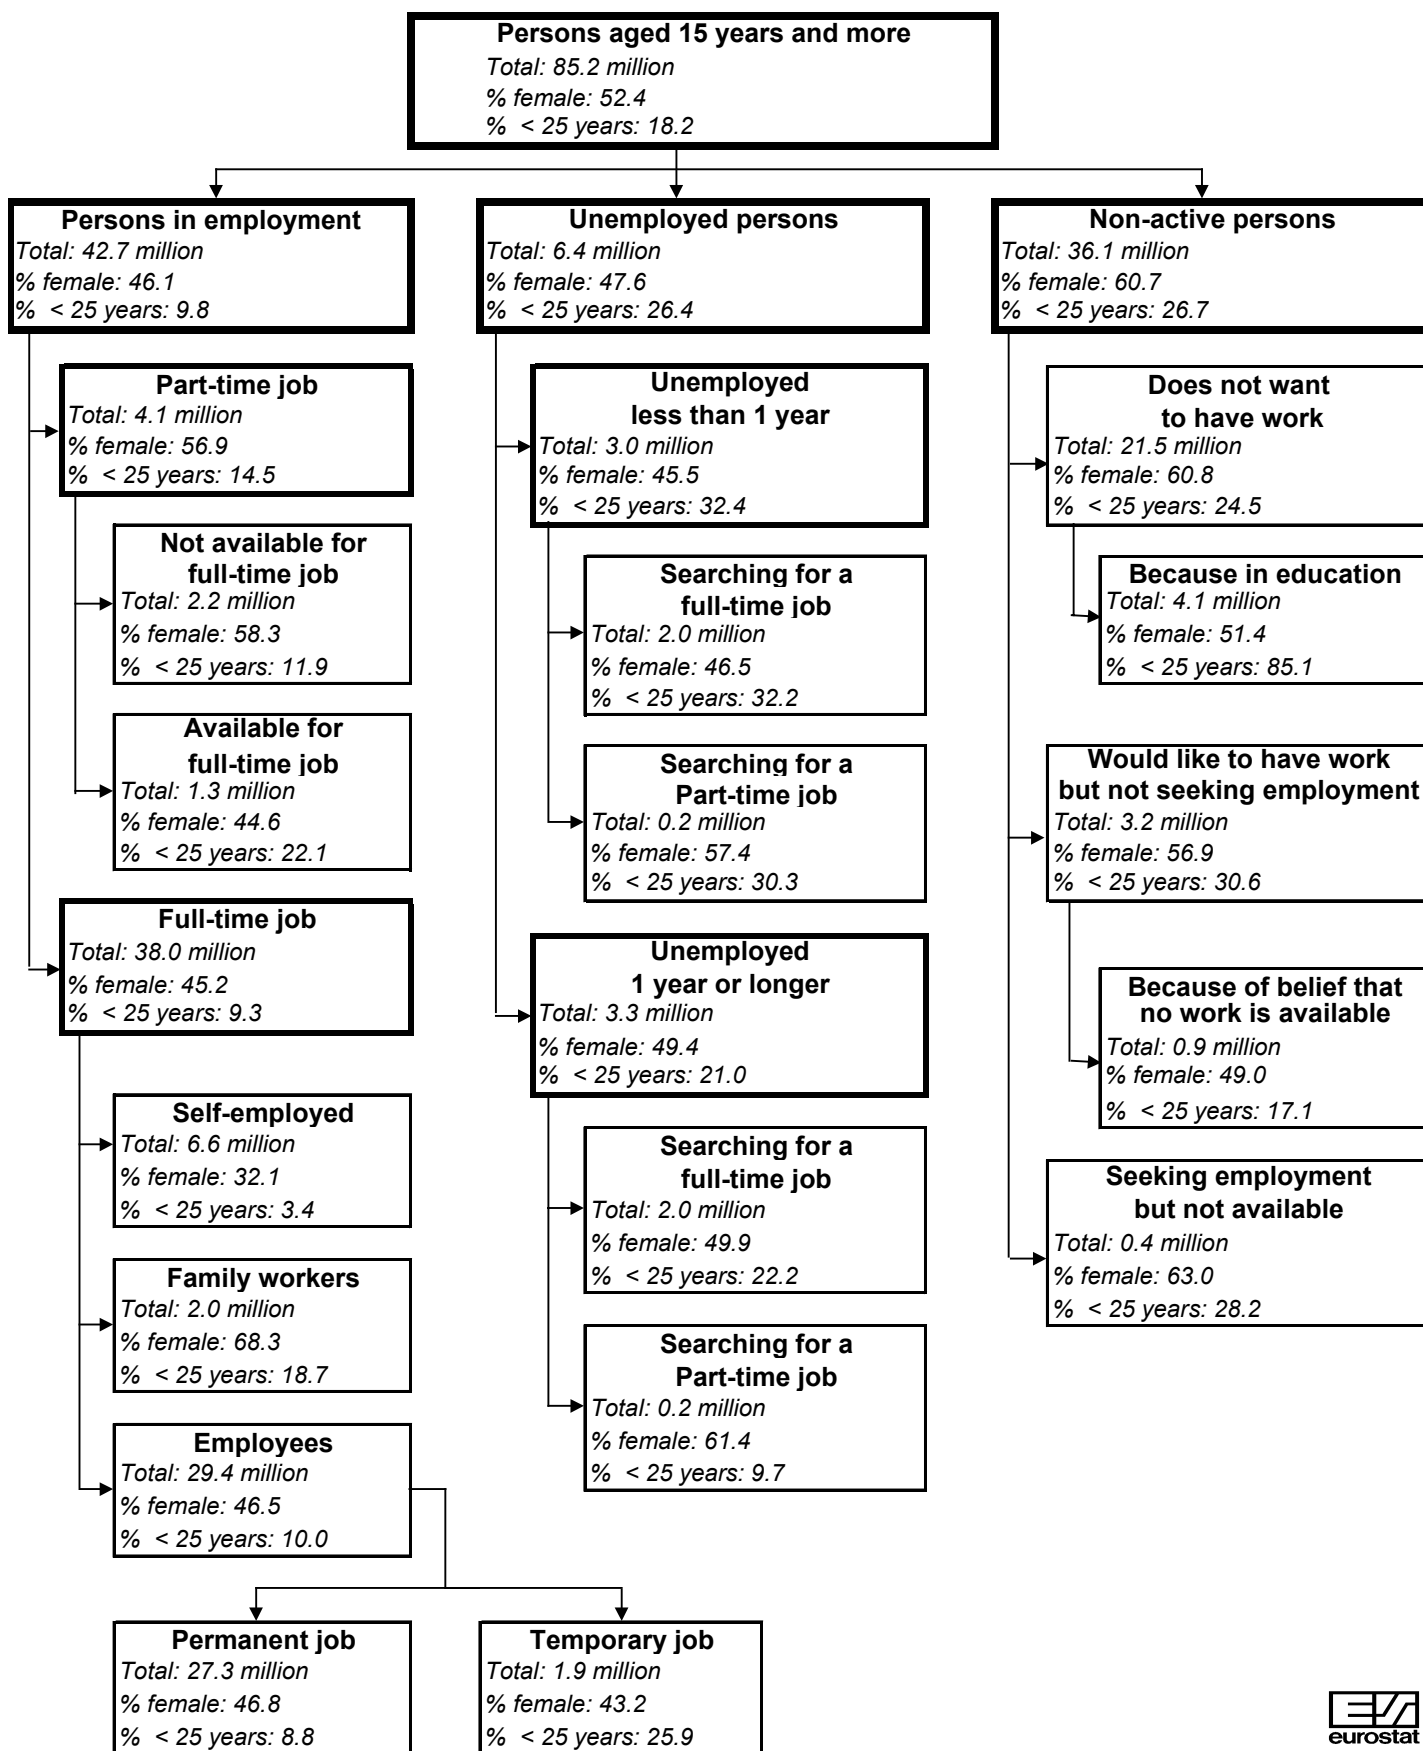 Persons aged 15 years and more
Total: 85.2 million
% female: 52.4
% < 25 years: 18.2
Persons in employment
Total: 42.7 million
% female: 46.1
% < 25 years: 9.8
Part-time job
Total: 4.1 million
% female: 56.9
% < 25 years: 14.5
Not available for
full-time job
Total: 2.2 million
% female: 58.3
% < 25 years: 11.9
Available for
full-time job
Total: 1.3 million
% female: 44.6
% < 25 years: 22.1
Full-time job
Total: 38.0 million
% female: 45.2
% < 25 years: 9.3
Self-employed
Total: 6.6 million
% female: 32.1
% < 25 years: 3.4
Family workers
Total: 2.0 million
% female: 68.3
% < 25 years: 18.7
Employees
Total: 29.4 million
% female: 46.5
% < 25 years: 10.0
Permanent job
Total: 27.3 million
% female: 46.8
% < 25 years: 8.8
Temporary job
Total: 1.9 million
% female: 43.2
% < 25 years: 25.9
Unemployed persons
Total: 6.4 million
% female: 47.6
% < 25 years: 26.4
Unemployed
less than 1 year
Total: 3.0 million
% female: 45.5
% < 25 years: 32.4
Searching for a
full-time job
Total: 2.0 million
% female: 46.5
% < 25 years: 32.2
Searching for a
Part-time job
Total: 0.2 million
% female: 57.4
% < 25 years: 30.3
Unemployed
1 year or longer
Total: 3.3 million
% female: 49.4
% < 25 years: 21.0
Searching for a
full-time job
Total: 2.0 million
% female: 49.9
% < 25 years: 22.2
Searching for a
Part-time job
Total: 0.2 million
% female: 61.4
% < 25 years: 9.7
Non-active persons
Total: 36.1 million
% female: 60.7
% < 25 years: 26.7
Does not want
to have work
Total: 21.5 million
% female: 60.8
% < 25 years: 24.5
Because in education
Total: 4.1 million
% female: 51.4
% < 25 years: 85.1
Would like to have work
but not seeking employment
Total: 3.2 million
% female: 56.9
% < 25 years: 30.6
Because of belief that
no work is available
Total: 0.9 million
% female: 49.0
% < 25 years: 17.1
Seeking employment
but not available
Total: 0.4 million
% female: 63.0
% < 25 years: 28.2
eurostat